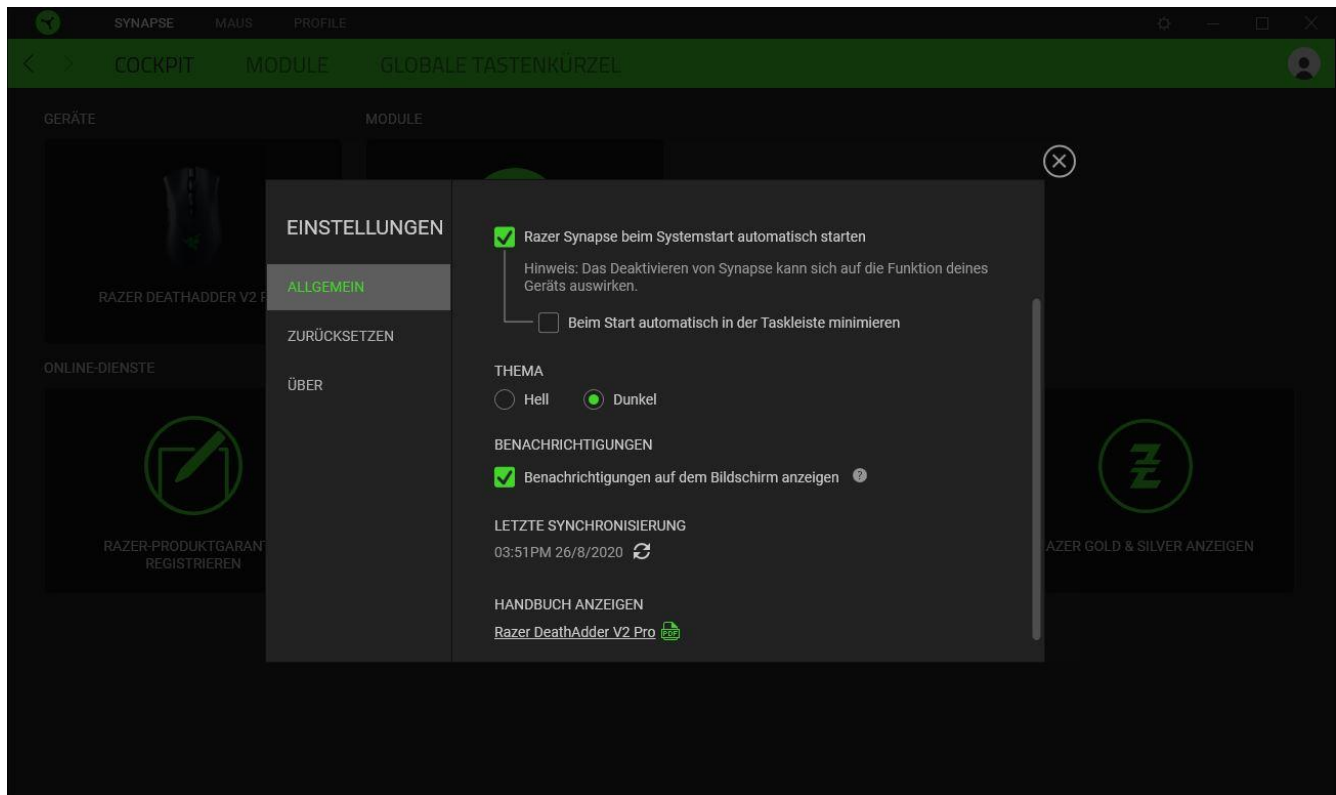 SYNAPSE MAUS PROFILE
COCKPIT MODULE GLOBALE TASTENKÜRZEL
GERÄTE
MODULE
RAZER DEATHADDER V2 P
ONLINE-DIENSTE
RAZER-PRODUKTGARAN
REGISTRIEREN
AZER GOLD & SILVER ANZEIGEN
EINSTELLUNGEN
ALLGEMEIN
ZURÜCKSETZEN
ÜBER
Razer Synapse beim Systemstart automatisch starten
Hinweis: Das Deaktivieren von Synapse kann sich auf die Funktion deines
Geräts auswirken.
Beim Start automatisch in der Taskleiste minimieren
THEMA
Hell Dunkel
BENACHRICHTIGUNGEN
Benachrichtigungen auf dem Bildschirm anzeigen ?
LETZTE SYNCHRONISIERUNG
03:51PM 26/8/2020
HANDBUCH ANZEIGEN
Razer DeathAdder V2 Pro PDF